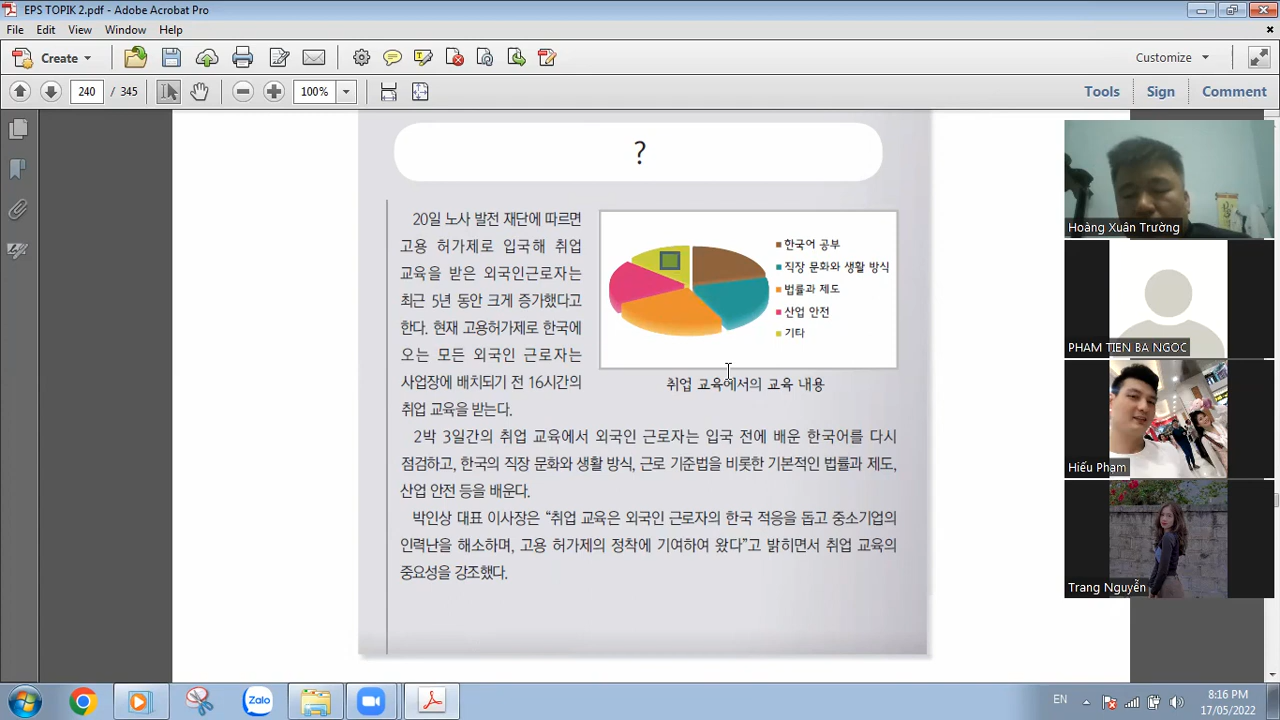 EPS TOPIK 2.pdf - Adobe Acrobat Pro
File Edit View Window Help
Create
Customize
240 / 345
100%
Tools Sign Comment
?
20일 노사 발전 재단에 따르면
고용 허가제로 입국해 취업
교육을 받은 외국인근로자는
최근 5년 동안 크게 증가했다고
한다. 현재 고용허가제로 한국에
오는 모든 외국인 근로자는
사업장에 배치되기 전 16시간의
취업 교육을 받는다.
한국어 공부
직장 문화와 생활 방식
법률과 제도
산업 안전
기타
취업 교육에서의 교육 내용
2박 3일간의 취업 교육에서 외국인 근로자는 입국 전에 배운 한국어를 다시
점검하고, 한국의 직장 문화와 생활 방식, 근로 기준법을 비롯한 기본적인 법률과 제도,
산업 안전 등을 배운다.
박인상 대표 이사장은 “취업 교육은 외국인 근로자의 한국 적응을 돕고 중소기업의
인력난을 해소하며, 고용 허가제의 정착에 기여하여 왔다”고 밝히면서 취업 교육의
중요성을 강조했다.
Hoàng Xuân Trường
PHAM TIEN BA NGOC
Hiếu Phạm
Trang Nguyễn
Zalo
EN
8:16 PM
17/05/2022